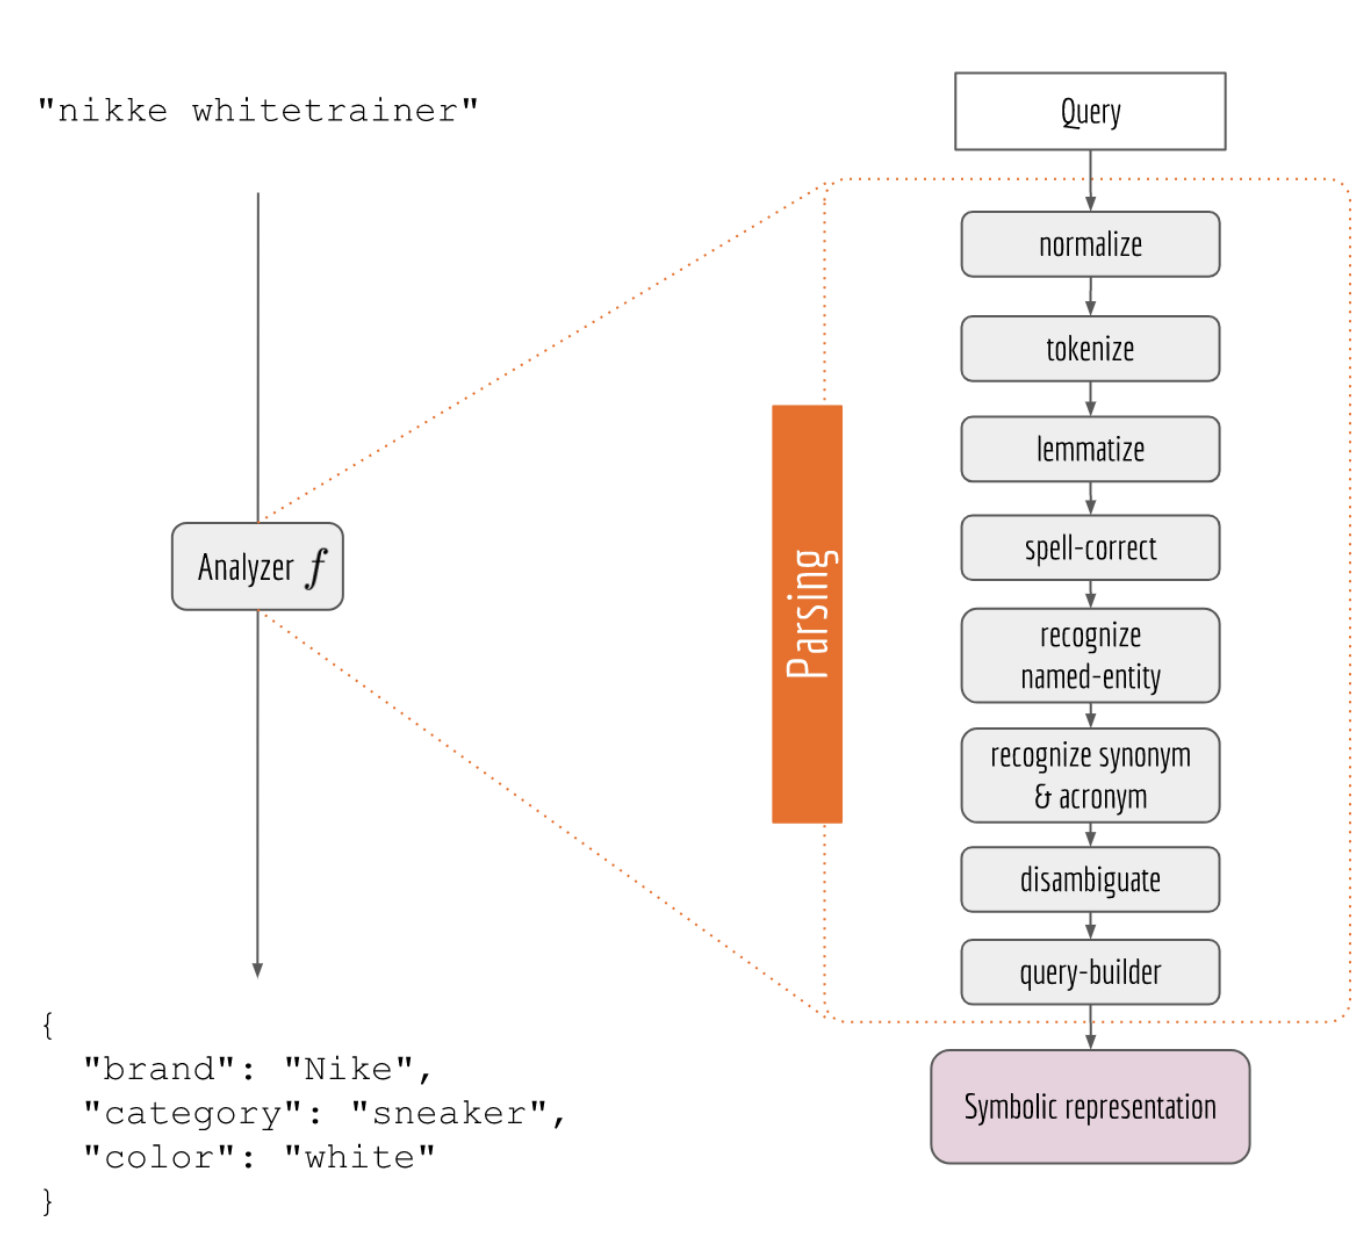 "nikke whitetrainer"
Analyzer f
{
"brand": "Nike",
"category": "sneaker",
"color": "white"
}
Parsing
Query
normalize
tokenize
lemmatize
spell-correct
recognize
named-entity
recognize synonym
& acronym
disambiguate
query-builder
Symbolic representation